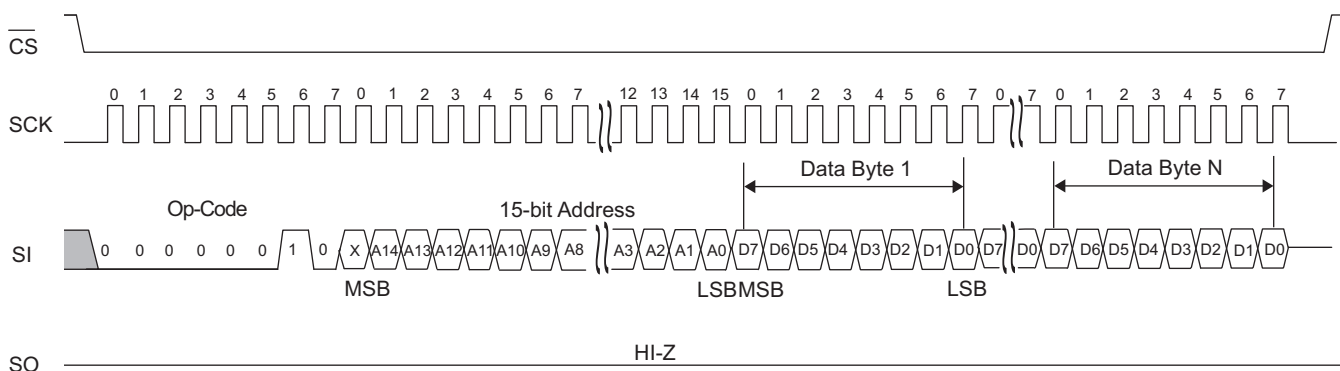 CS
0 1 2 3 4 5 6 7 0 1 2 3 4 5 6 7 12 13 14 15 0 1 2 3 4 5 6 7 0 7 0 1 2 3 4 5 6 7
SCK
Data Byte 1 Data Byte N
Op-Code 15-bit Address
SI 0 0 0 0 0 0 1 0 X A14 A13 A12 A11 A10 A9 A8 A3 A2 A1 A0 D7 D6 D5 D4 D3 D2 D1 D0 D7 D0 D7 D6 D5 D4 D3 D2 D1 D0
MSB LSB MSB LSB
HI-Z
SO